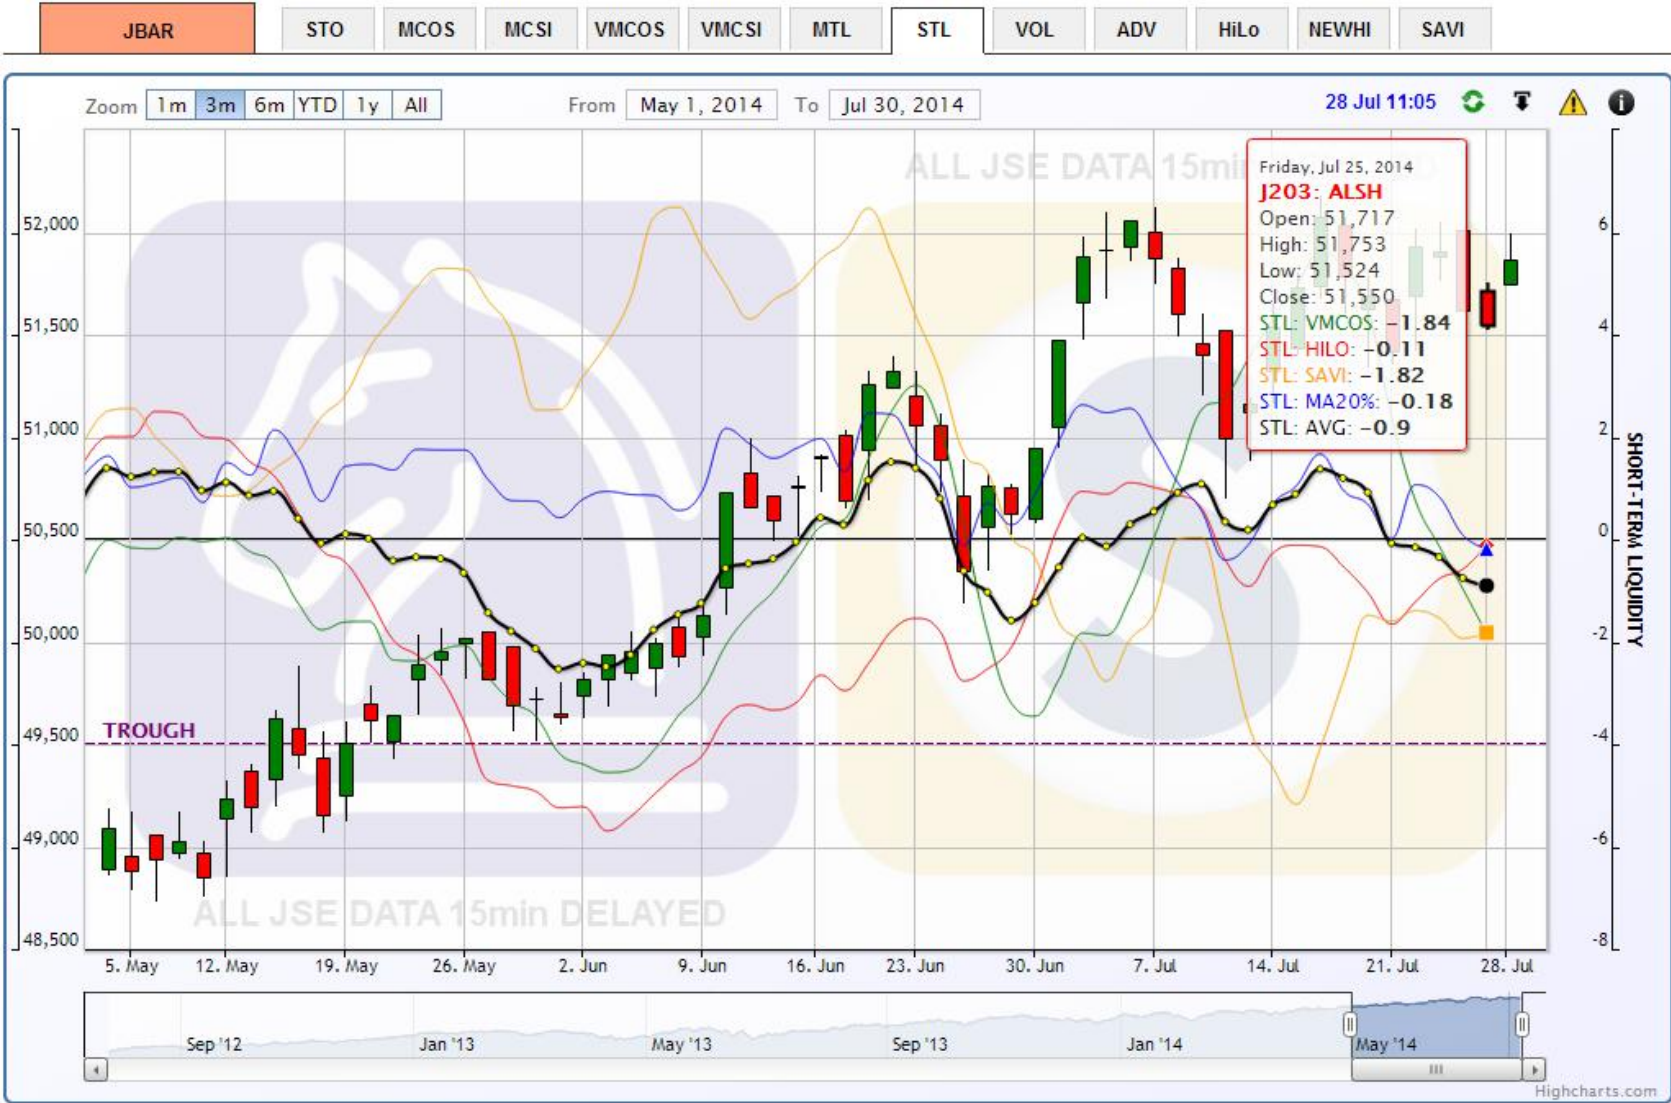 JBAR STO MCOS MCSI VMCOS VMCSI MTL STL VOL ADV HiLo NEWHI SAVI
Zoom 1m 3m 6m YTD 1y All From May 1, 2014 To Jul 30, 2014 28 Jul 11:05
ALL JSE DATA 15mi
Friday, Jul 25, 2014
J203: ALSH
Open: 51,717
High: 51,753
Low: 51,524
Close: 51,550
STL: VMCOS: -1.84
STL: HILO: -0.11
STL: SAVI: -1.82
STL: MA20%: -0.18
STL: AVG: -0.9
52,000
51,500
51,000
50,500
50,000
49,500
49,000
48,500
TROUGH
S
6
4
2
0
-2
-4
-6
-8
SHORT-TERM LIQUIDITY
ALL JSE DATA 15min DELAYED
5. May 12. May 19. May 26. May 2. Jun 9. Jun 16. Jun 23. Jun 30. Jun 7. Jul 14. Jul 21. Jul 28. Jul
Sep '12 Jan '13 May '13 Sep '13 Jan '14 May '14
Highcharts.com